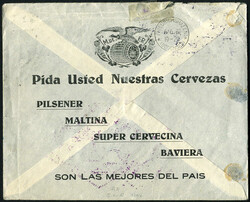 Pida Usted Nuestras Cervezas
PILSENER
MALTINA
SUPER CERVECINA
BAVIERA
SON LAS MEJORES DEL PAIS